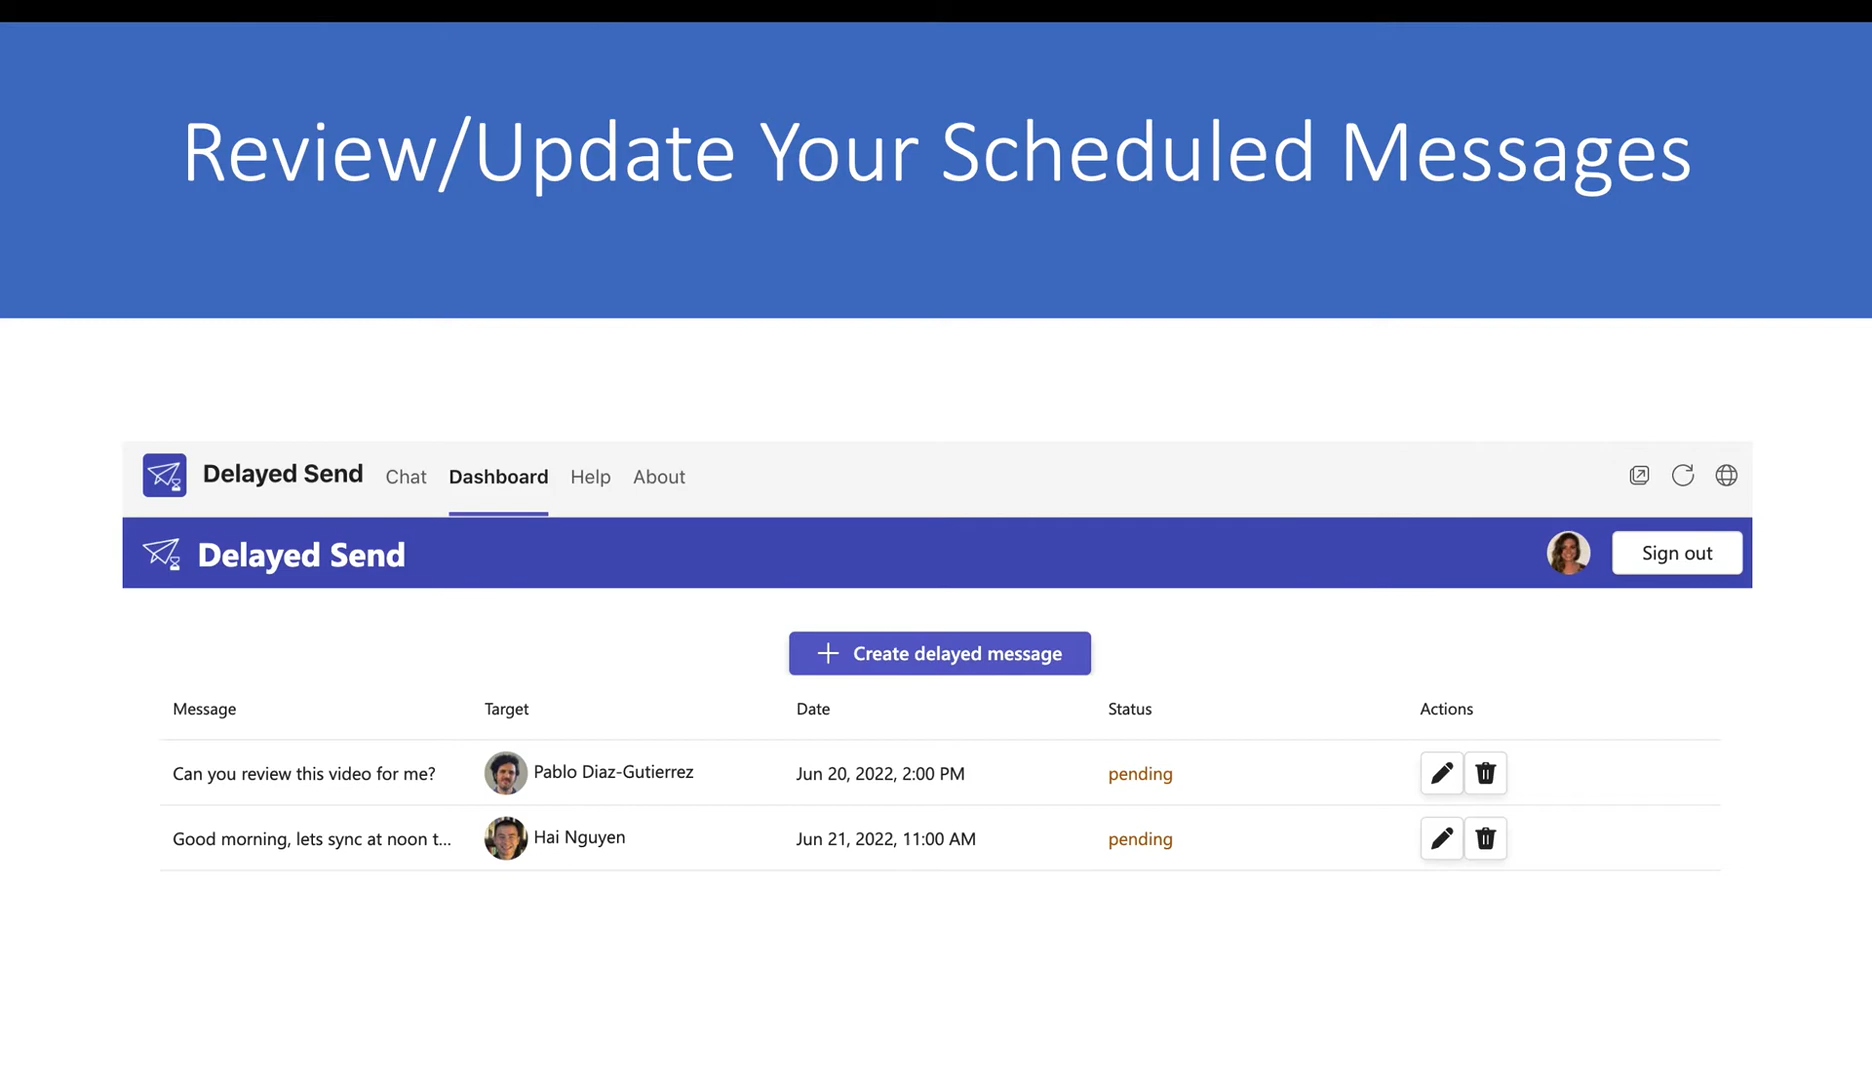 Review/Update Your Scheduled Messages
Delayed Send Chat Dashboard Help About
Delayed Send Sign out
Create delayed message
Message Target Date Status Actions
Can you review this video for me? Pablo Diaz-Gutierrez Jun 20, 2022, 2:00 PM pending
Good morning, lets sync at noon t... Hai Nguyen Jun 21, 2022, 11:00 AM pending